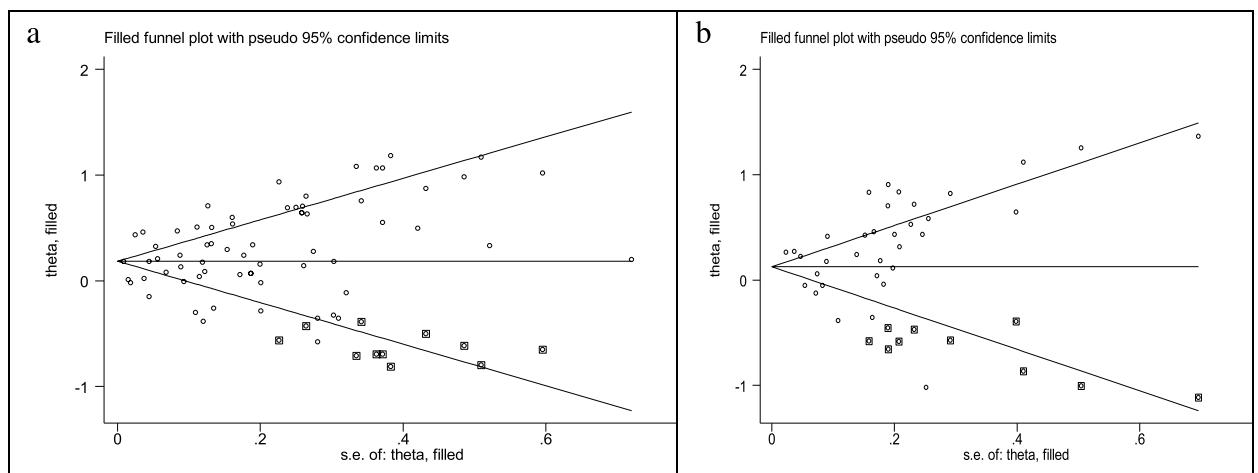 a
Filled funnel plot with pseudo 95% confidence limits
theta, filled
2
1
0
-1
0
.2
.4
.6
s.e. of: theta, filled
b
Filled funnel plot with pseudo 95% confidence limits
theta, filled
2
1
0
-1
0
.2
.4
.6
s.e. of: theta, filled